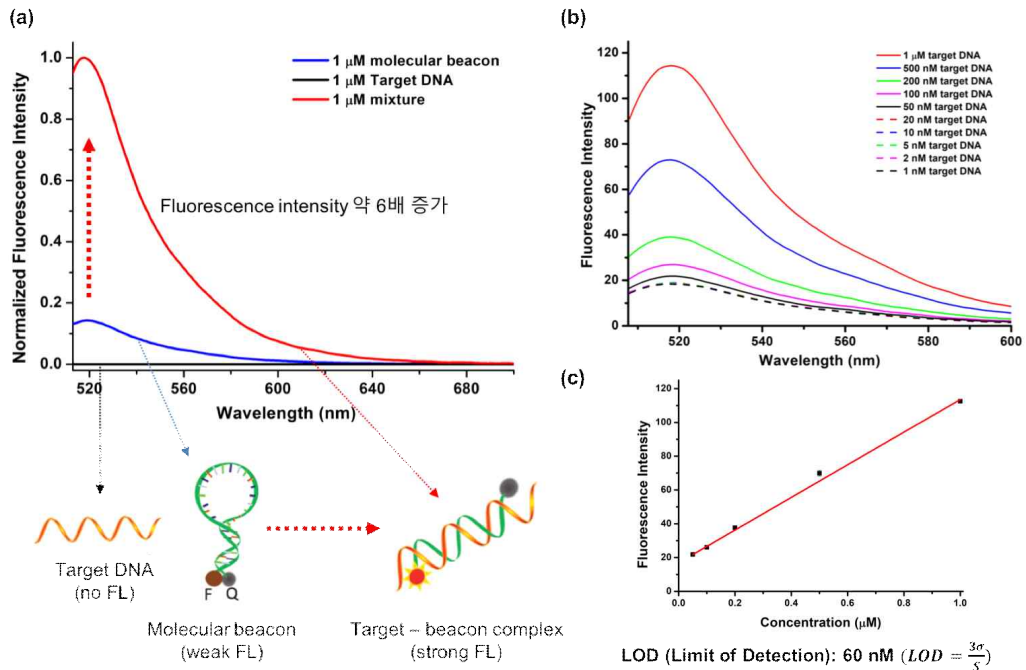 (a)
1.0
0.8
0.6
0.4
0.2
0.0
Normalized Fluorescence Intensity
1 μM molecular beacon
1 μM Target DNA
1 μM mixture
Fluorescence intensity 약 6배 증가
520 560 600 640 680
Wavelength (nm)
Target DNA
(no FL)
F Q
Molecular beacon
(weak FL)
Target – beacon complex
(strong FL)
(b)
120
100
80
60
40
20
0
Fluorescence Intensity
1 μM target DNA
500 nM target DNA
200 nM target DNA
100 nM target DNA
50 nM target DNA
20 nM target DNA
10 nM target DNA
5 nM target DNA
2 nM target DNA
1 nM target DNA
520 540 560 580 600
Wavelength (nm)
(c)
120
100
80
60
40
20
0
Fluorescence Intensity
0.0 0.2 0.4 0.6 0.8 1.0
Concentration (μM)
LOD (Limit of Detection): 60 nM (LOD = 3σ/S)